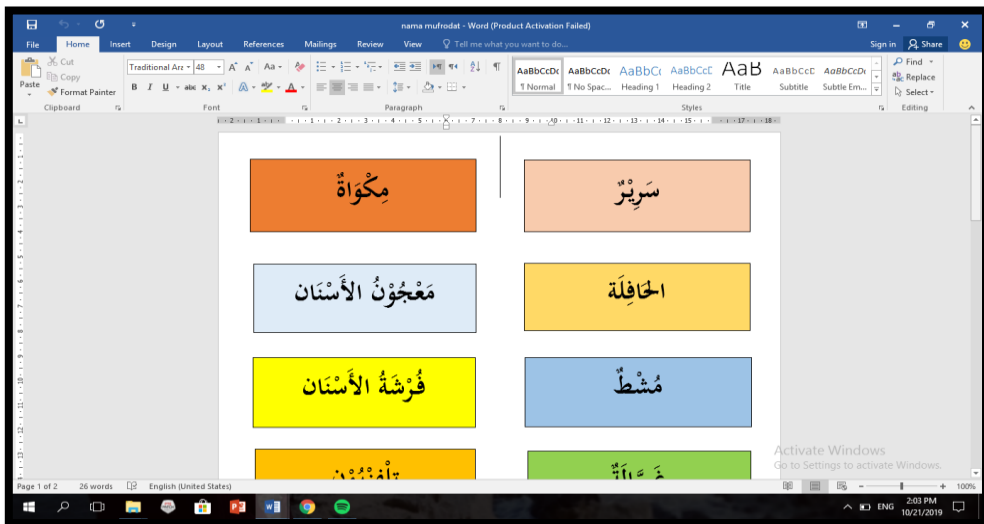 nama mufrodat - Word (Product Activation Failed)
File Home Insert Design Layout References Mailings Review View Tell me what you want to do... Sign in Share
Paste Cut Copy Format Painter
Traditional Ara 48
Find Replace Select
AaBbCcDc AaBbCcDc AaBbCc AaBbCcC AaB AaBbCcC AaBbCcDc
¶ Normal ¶ No Spac... Heading 1 Heading 2 Title Subtitle Subtle Em...
Clipboard Font Paragraph Styles Editing
سَرِيْرٌ مِكْوَاةٌ
الحَافِلَة مَعْجُوْنُ الأَسْنَان
مُشْطٌ فُرْشَةُ الأَسْنَان
غَسَّالَةٌ
Activate Windows
Go to Settings to activate Windows.
Page 1 of 2 26 words English (United States) 100%
ENG 2:03 PM
10/21/2019